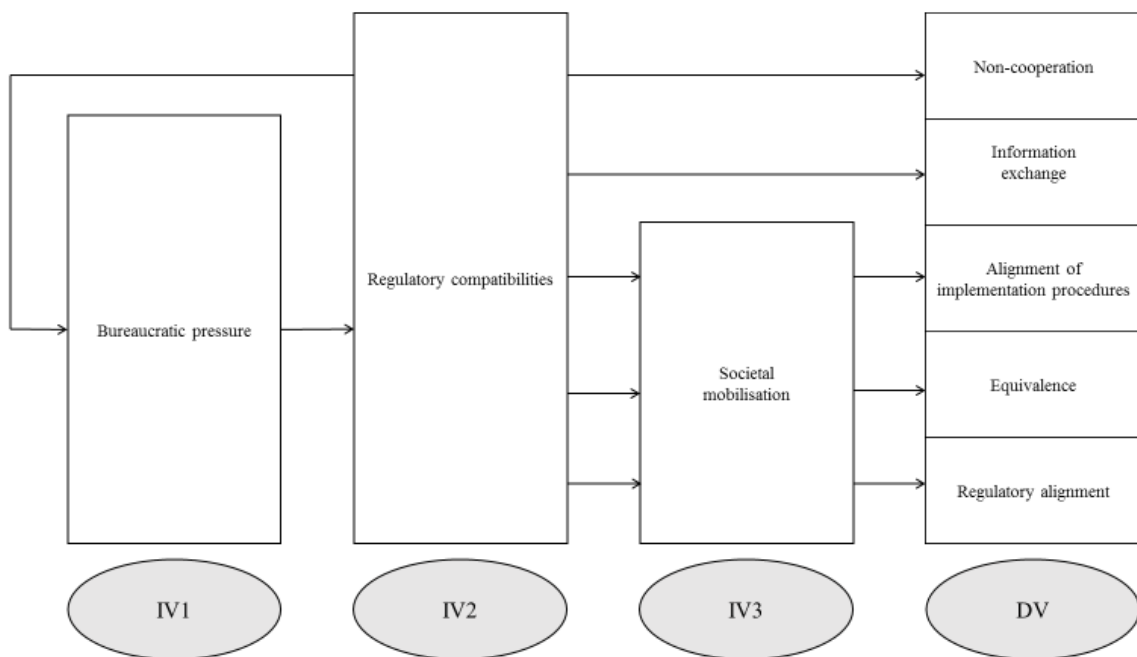 Non-cooperation
Information
exchange
Regulatory compatibilities
Alignment of
implementation procedures
Bureaucratic pressure
Societal
mobilisation
Equivalence
Regulatory alignment
IV1
IV2
IV3
DV